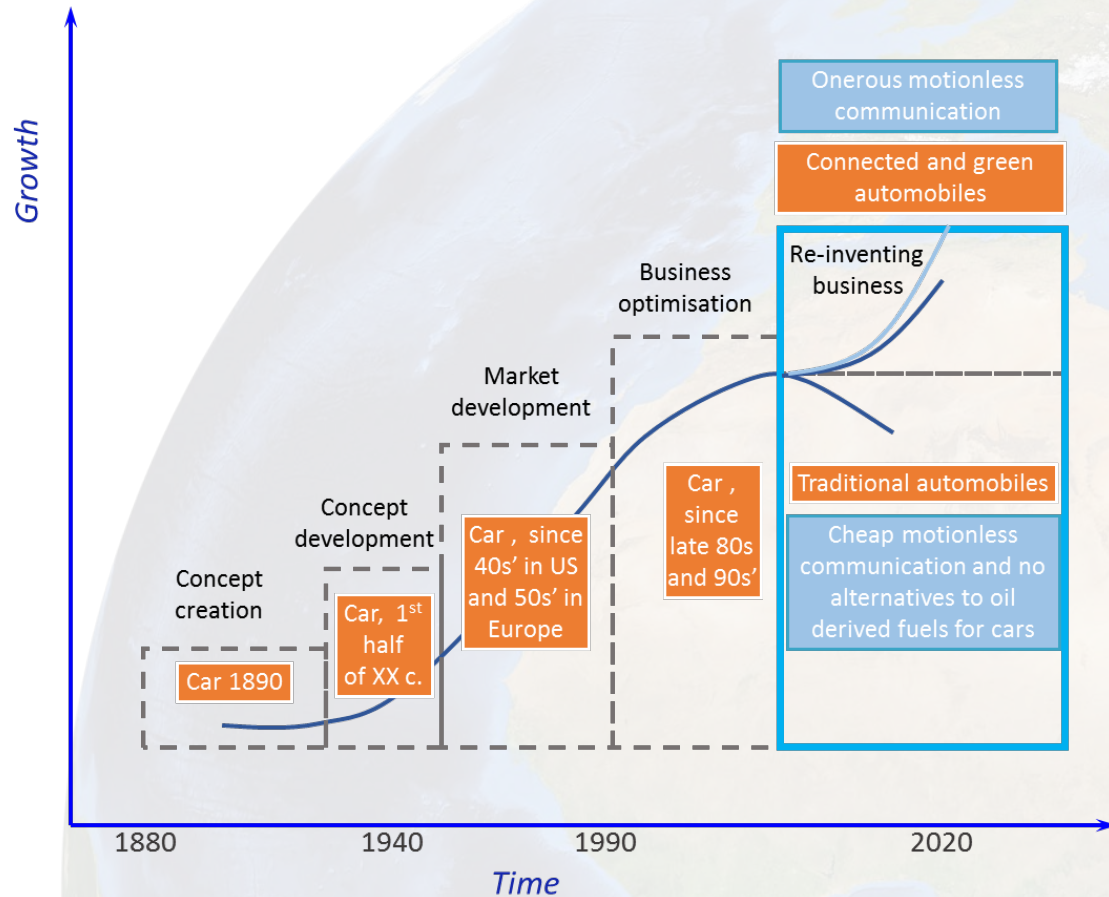 Growth
Onerous motionless
communication
Connected and green
automobiles
Re-inventing
business
Business
optimisation
Market
development
Concept
development
Concept
creation
Car 1890
Car, 1st
half
of XX c.
Car , since
40s’ in US
and 50s’ in
Europe
Car ,
since
late 80s
and 90s’
Traditional automobiles
Cheap motionless
communication and no
alternatives to oil
derived fuels for cars
1880
1940
1990
2020
Time